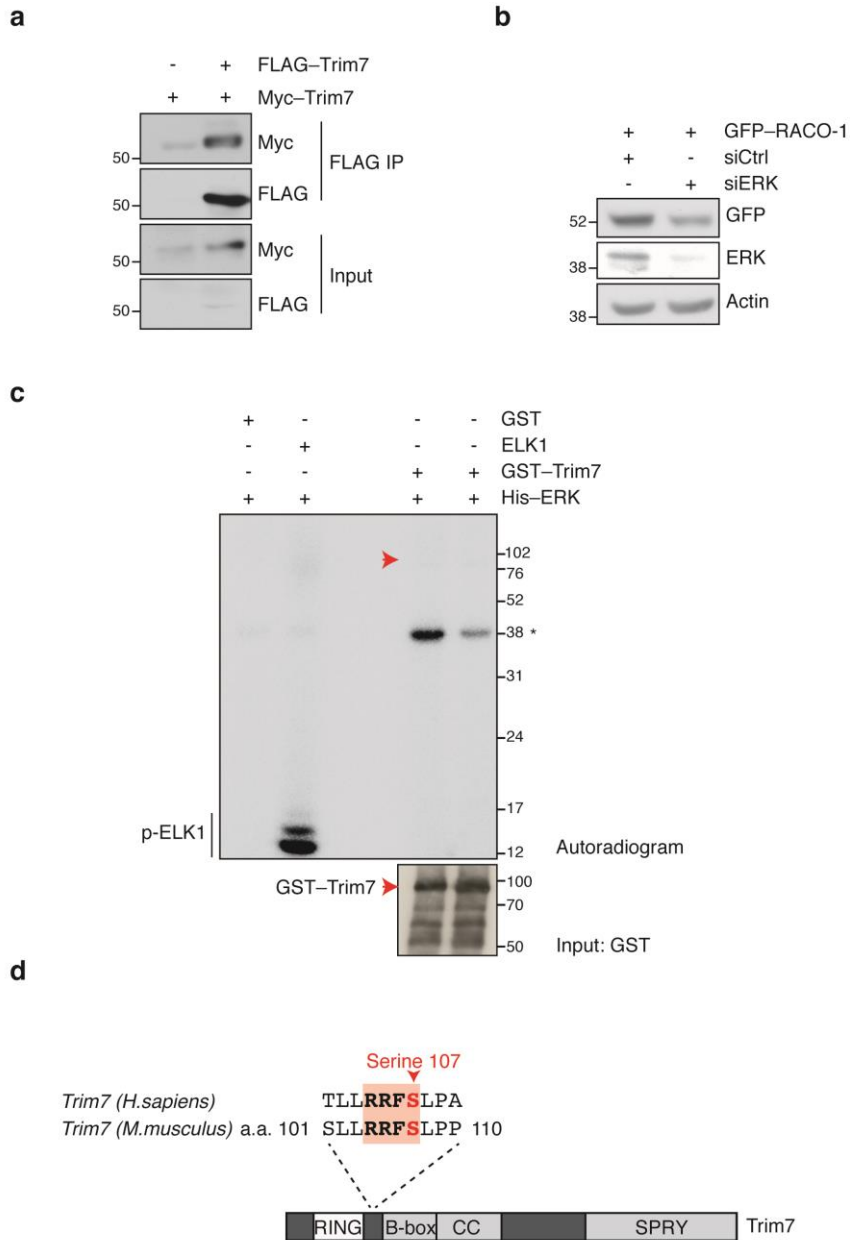 a
- + FLAG–Trim7
+ + Myc–Trim7
Myc
50
FLAG
50
FLAG IP
Myc
50
FLAG
50
Input
b
+ + GFP–RACO-1
+ - siCtrl
- + siERK
52 GFP
ERK
38
Actin
38
c
+ - - - GST
- + - - ELK1
- - + + GST–Trim7
+ + + + His–ERK
102
76
52
38 *
31
24
17
p-ELK1
12 Autoradiogram
GST–Trim7 100
70
50 Input: GST
d
Serine 107
Trim7 (H.sapiens) TLLRRFSLPA
Trim7 (M.musculus) a.a. 101 SLLRRFSLPP 110
RING B-box CC SPRY Trim7